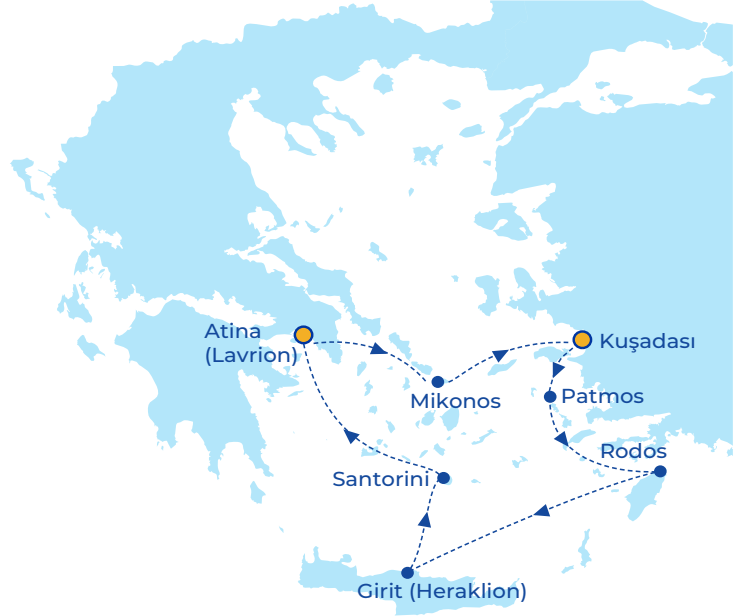 Atina
(Lavrion)
Kuşadası
Mikonos
Patmos
Rodos
Santorini
Girit (Heraklion)